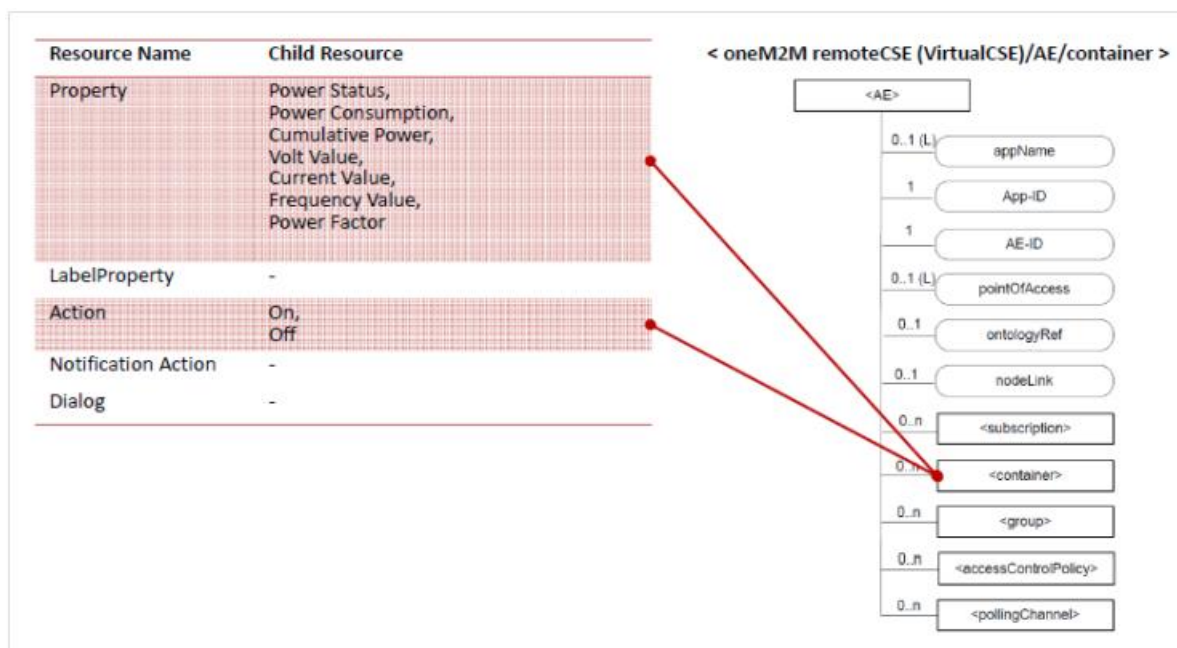 Resource Name Child Resource
Property Power Status,
Power Consumption,
Cumulative Power,
Volt Value,
Current Value,
Frequency Value,
Power Factor
LabelProperty -
Action On,
Off
Notification Action -
Dialog -
< oneM2M remoteCSE (VirtualCSE)/AE/container >
<AE>
0..1 (L) appName
1 App-ID
1 AE-ID
0..1 (L) pointOfAccess
0..1 ontologyRef
0..1 nodeLink
0..n <subscription>
0..n <container>
0..n <group>
0..n <accessControlPolicy>
0..n <pollingChannel>